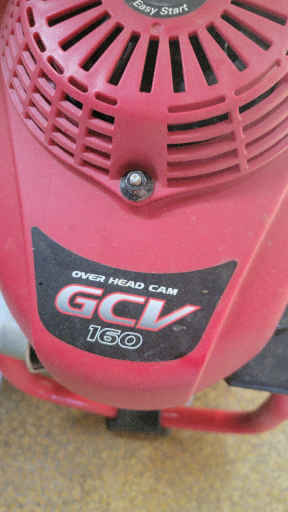 Easy Start
OVER HEAD CAM
GCV
160